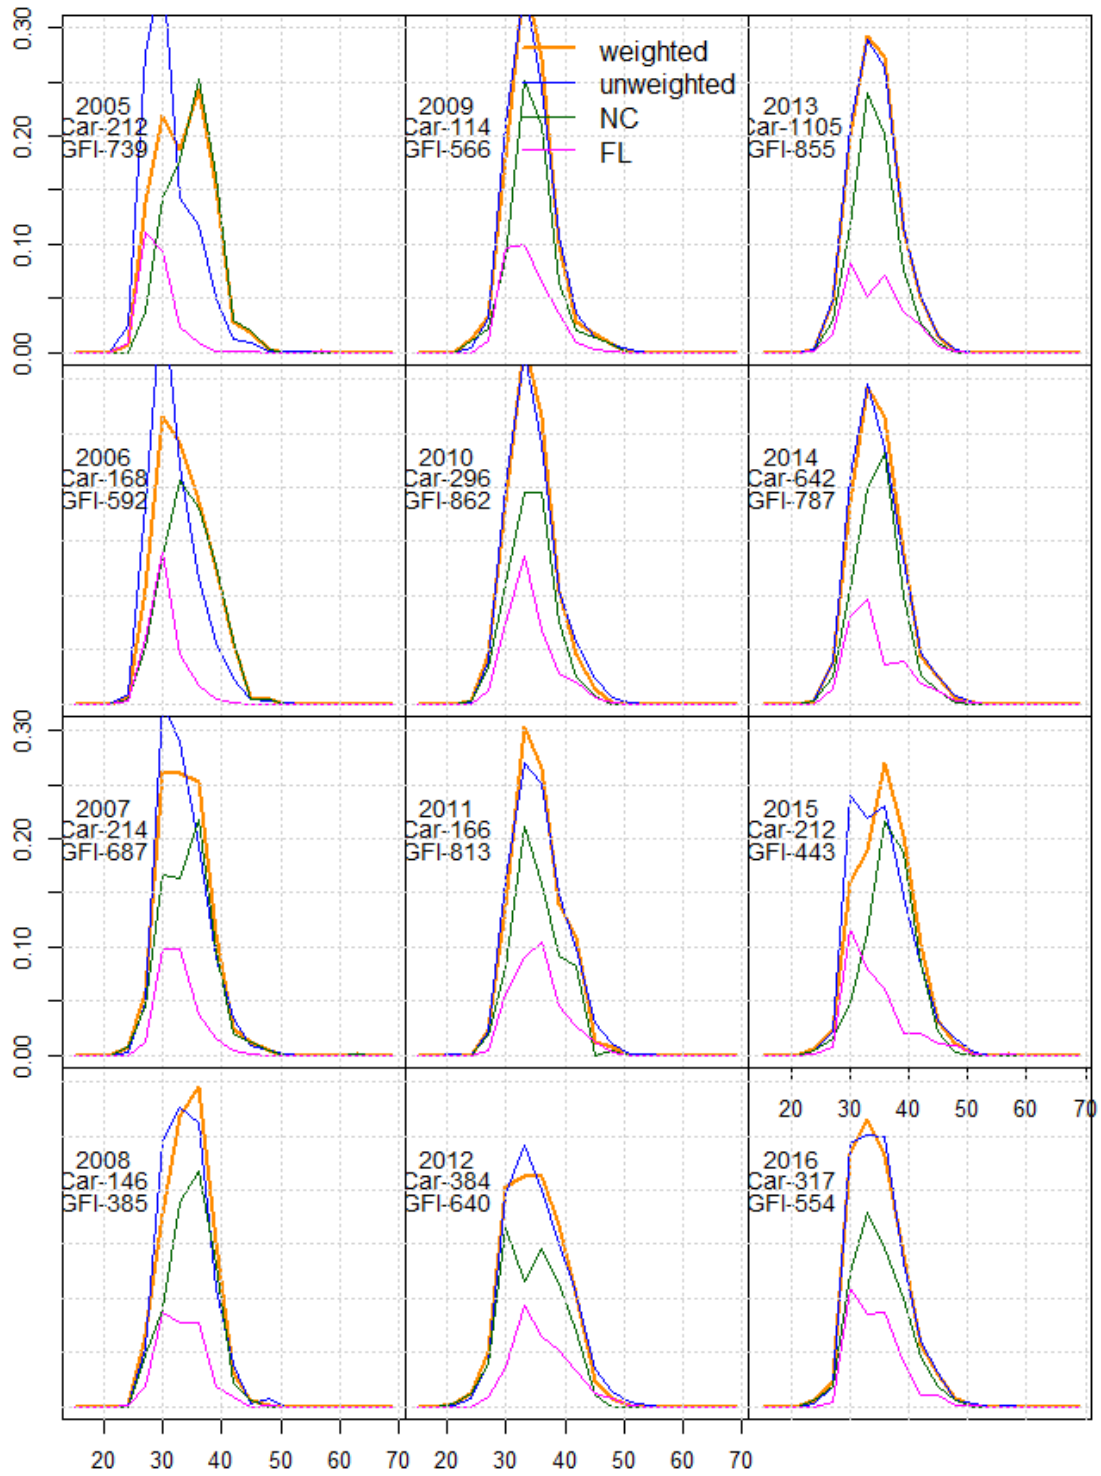 0.30
0.20
0.10
0.00
2005
Car-212
GFI-739
2009
Car-114
GFI-566
weighted
unweighted
NC
FL
2013
Car-1105
GFI-855
2006
Car-168
GFI-592
2010
Car-296
GFI-862
2014
Car-642
GFI-787
0.30
0.20
0.10
0.00
2007
Car-214
GFI-687
2011
Car-166
GFI-813
2015
Car-212
GFI-443
20 30 40 50 60 70
2008
Car-146
GFI-385
2012
Car-384
GFI-640
2016
Car-317
GFI-554
20 30 40 50 60 70
20 30 40 50 60 70